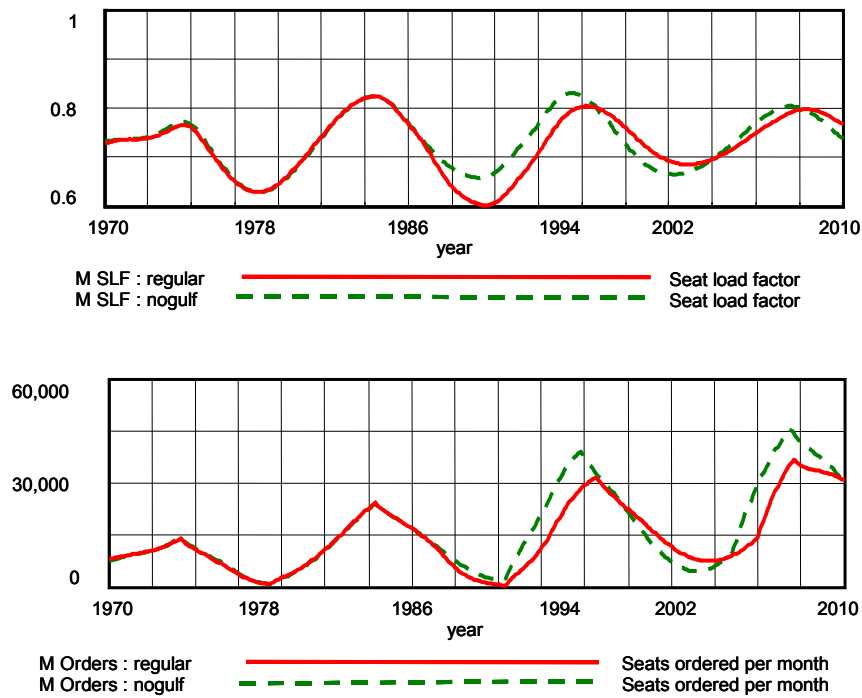 1
0.8
0.6
1970 1978 1986 1994 2002 2010
year
M SLF : regular Seat load factor
M SLF : nogulf Seat load factor
60,000
30,000
0
1970 1978 1986 1994 2002 2010
year
M Orders : regular Seats ordered per month
M Orders : nogulf Seats ordered per month